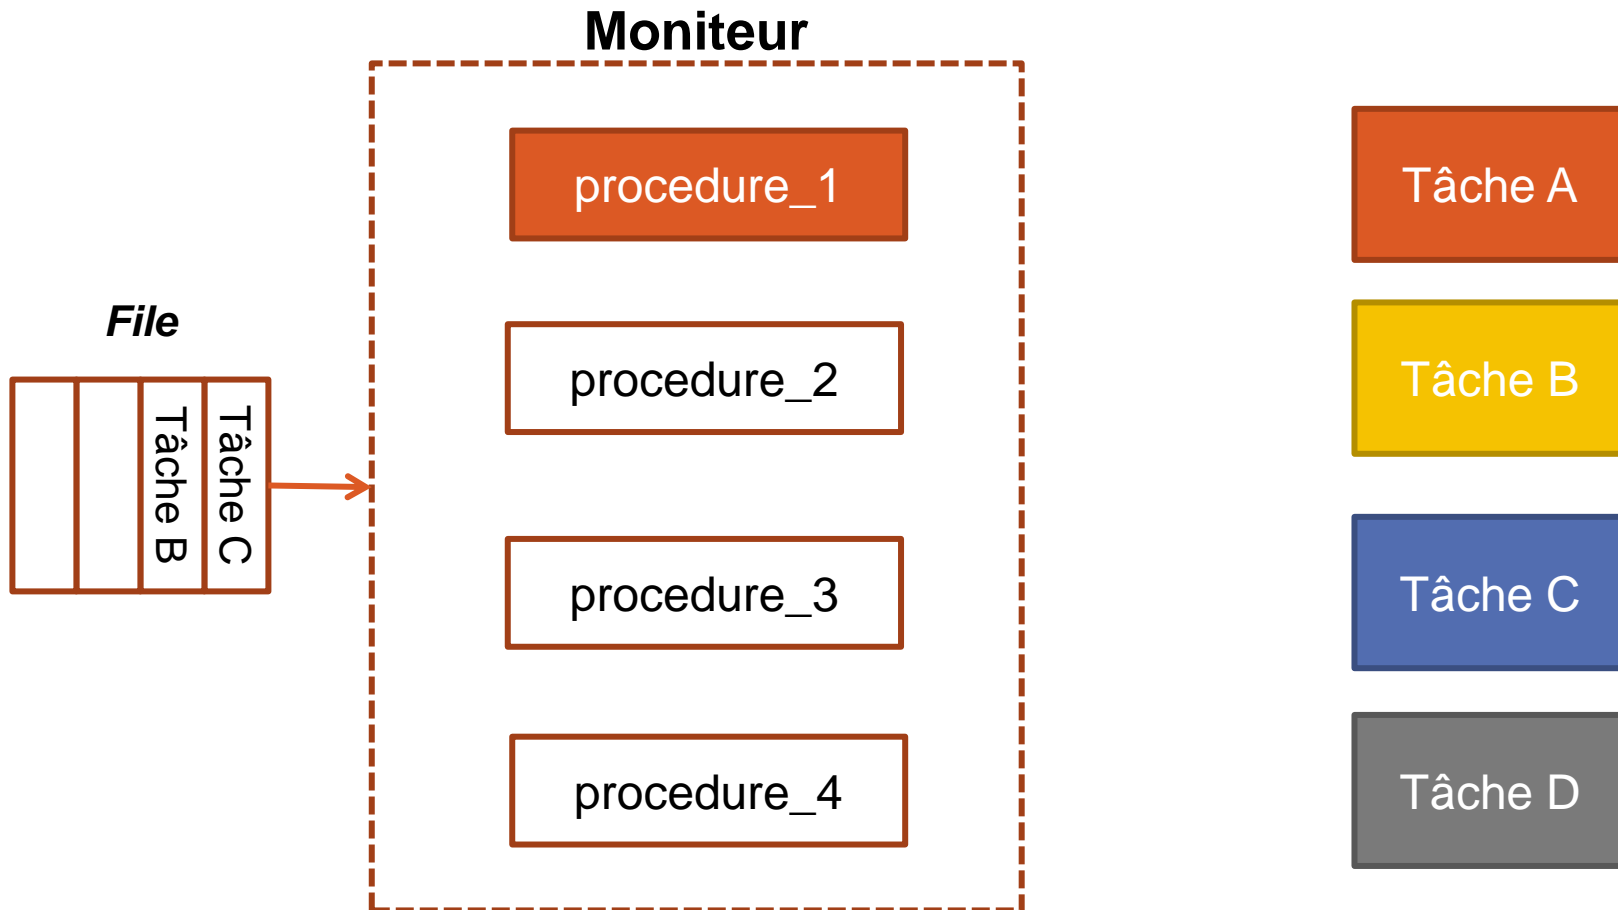 Moniteur
procedure_1
Tâche A
File
procedure_2
Tâche B
Tâche B
Tâche C
procedure_3
Tâche C
procedure_4
Tâche D